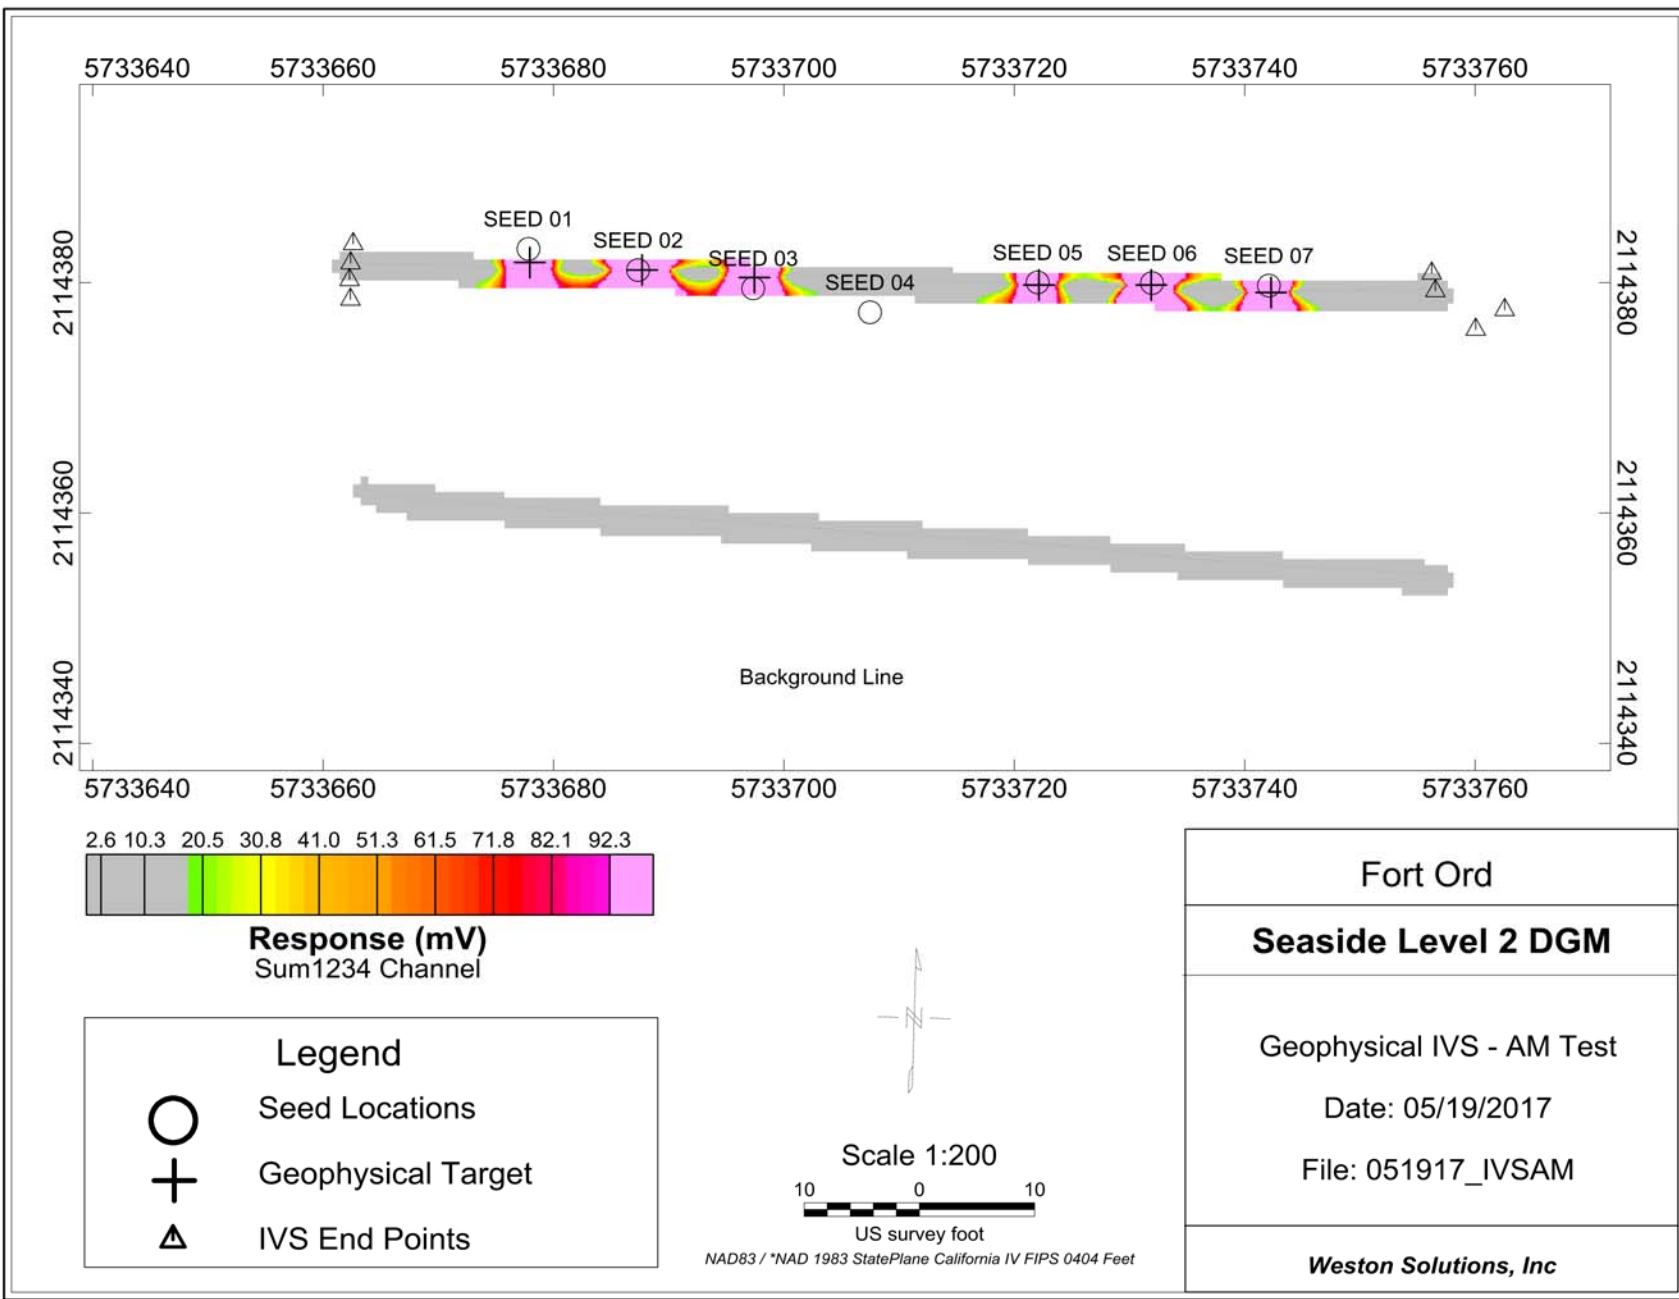 5733640 5733660 5733680 5733700 5733720 5733740 5733760
2114380
2114360
2114340
2114380
2114360
2114340
SEED 01
SEED 02
SEED 03
SEED 04
SEED 05
SEED 06
SEED 07
Background Line
5733640 5733660 5733680 5733700 5733720 5733740 5733760
2.6 10.3 20.5 30.8 41.0 51.3 61.5 71.8 82.1 92.3
Response (mV)
Sum1234 Channel
Legend
Seed Locations
Geophysical Target
IVS End Points
N
Scale 1:200
10 0 10
US survey foot
NAD83 / *NAD 1983 StatePlane California IV FIPS 0404 Feet
Fort Ord
Seaside Level 2 DGM
Geophysical IVS - AM Test
Date: 05/19/2017
File: 051917_IVSAM
Weston Solutions, Inc